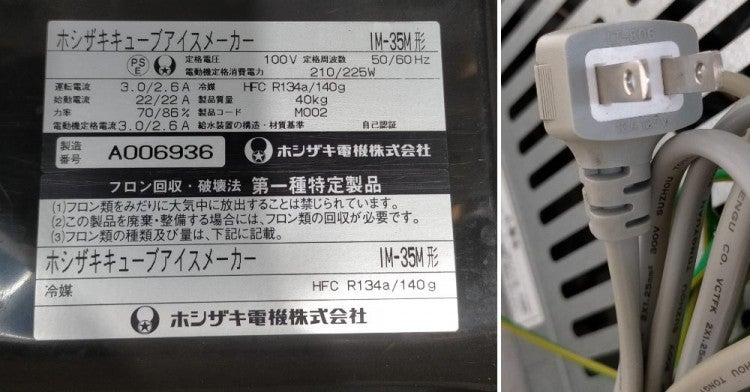 ホシザキキューブアイスメーカー IM-35M形
PSE 定格電圧 100V 定格周波数 50/60Hz
電動機定格消費電力 210/225W
運転電流 3.0/2.6A 冷媒 HFC R134a/140g
始動電流 22/22A 製品質量 40kg
力率 70/86% 製品コード M002
電動機定格電流 3.0/2.6A 給水装置の構造・材質基準 自己認証
製造番号 A006936 ホシザキ電機株式会社
フロン回収・破壊法 第一種特定製品
(1)フロン類をみだりに大気中に放出することは禁じられています。
(2)この製品を廃棄・整備する場合には、フロン類の回収が必要です。
(3)フロン類の種類及び量は、下記に記載。
ホシザキキューブアイスメーカー IM-35M形
冷媒 HFC R134a/140g
ホシザキ電機株式会社
300V HONZUS
2X1.25mm²
ENGU CO. VCTFK 2X1.25